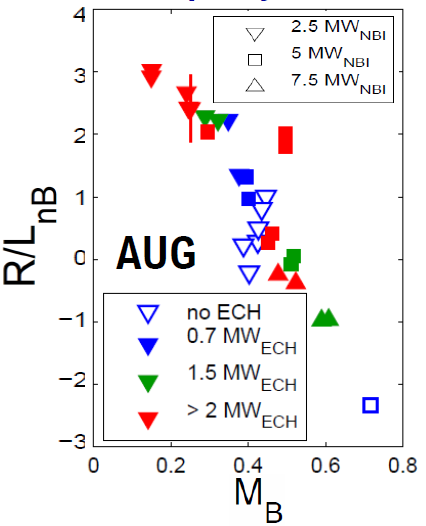 4
3
2
1
0
−1
−2
−3
R/L_nB
2.5 MW_NBI
5 MW_NBI
7.5 MW_NBI
AUG
no ECH
0.7 MW_ECH
1.5 MW_ECH
> 2 MW_ECH
0 0.2 0.4 0.6 0.8
M_B